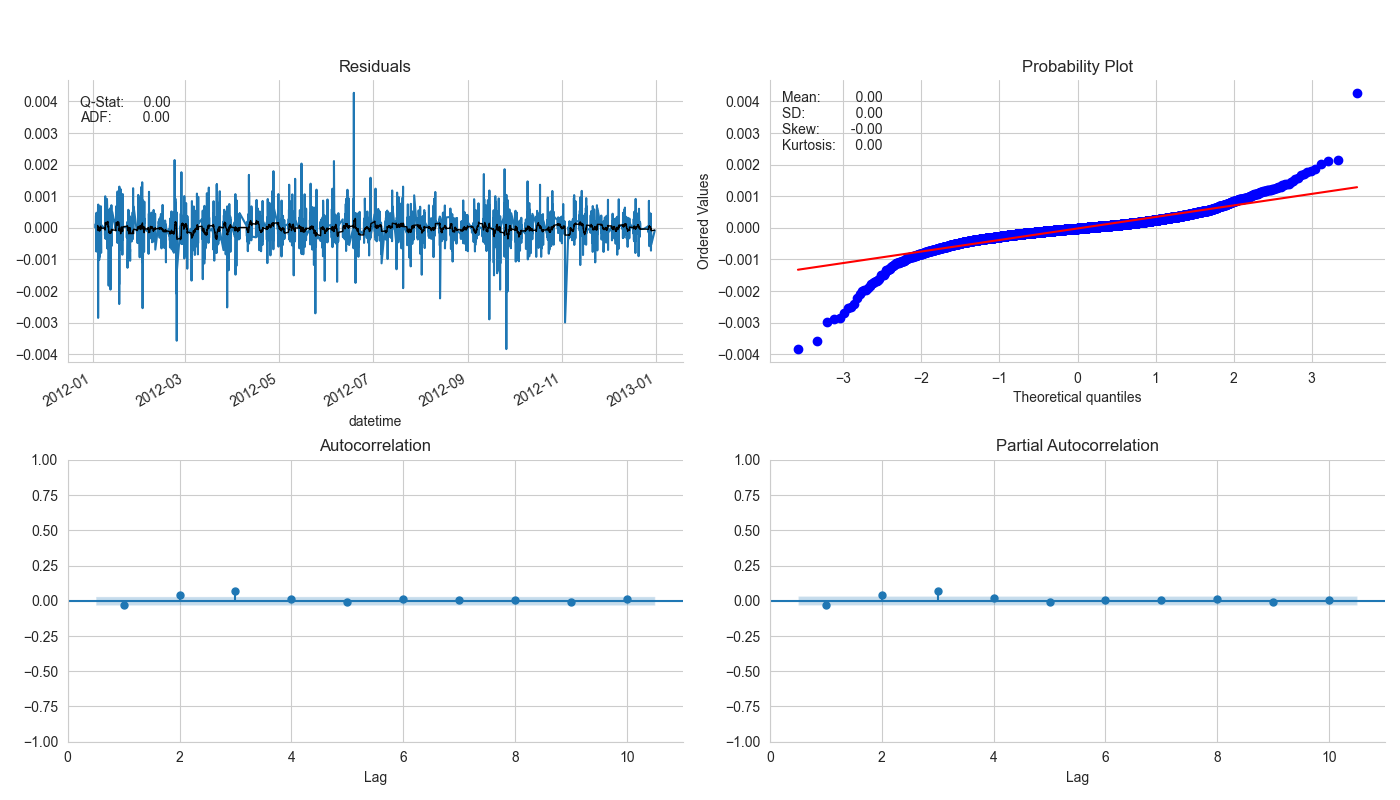 Residuals
Q-Stat: 0.00
ADF: 0.00
0.004
0.003
0.002
0.001
0.000
−0.001
−0.002
−0.003
−0.004
2012-01
2012-03
2012-05
2012-07
2012-09
2012-11
2013-01
datetime
Probability Plot
Mean: 0.00
SD: 0.00
Skew: -0.00
Kurtosis: 0.00
Ordered Values
0.004
0.003
0.002
0.001
0.000
−0.001
−0.002
−0.003
−0.004
−3 −2 −1 0 1 2 3
Theoretical quantiles
Autocorrelation
1.00
0.75
0.50
0.25
0.00
−0.25
−0.50
−0.75
−1.00
0 2 4 6 8 10
Lag
Partial Autocorrelation
1.00
0.75
0.50
0.25
0.00
−0.25
−0.50
−0.75
−1.00
0 2 4 6 8 10
Lag